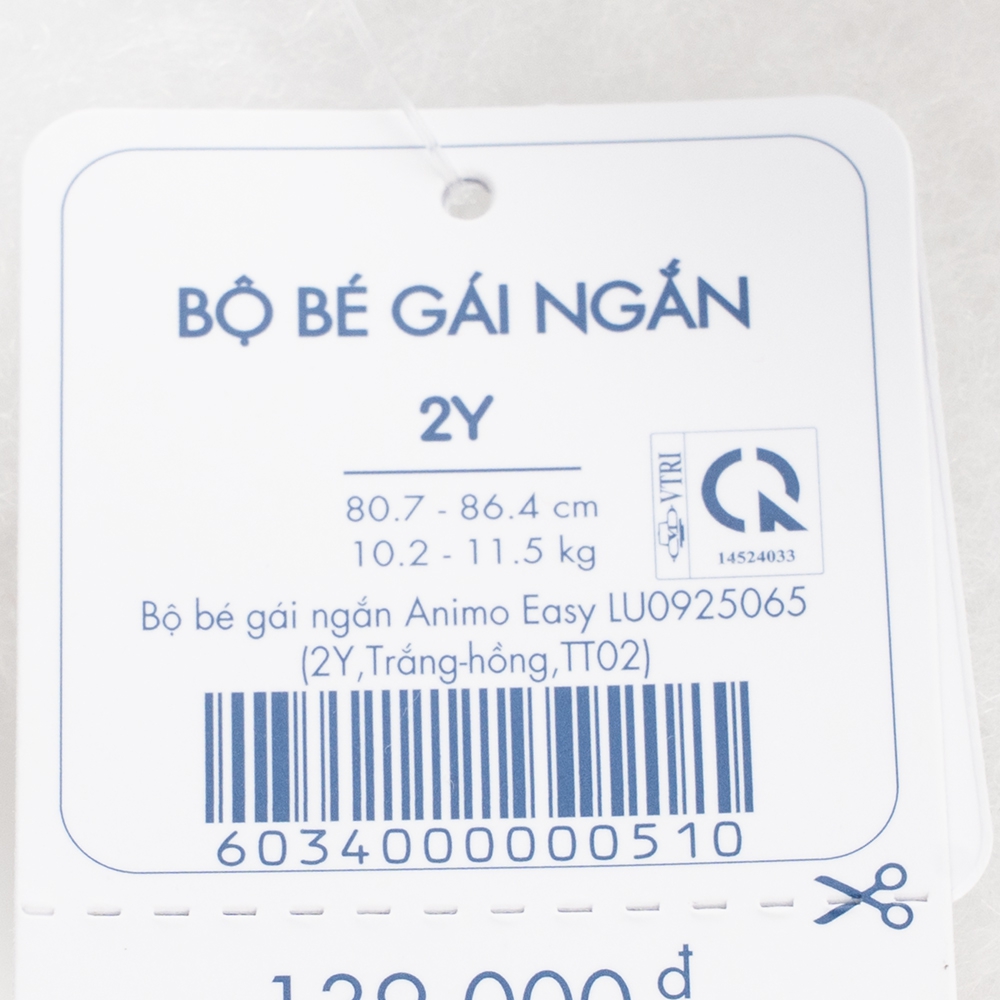 BỘ BÉ GÁI NGẮN
2Y
80.7 - 86.4 cm
10.2 - 11.5 kg
VTRI
14524033
Bộ bé gái ngắn Animo Easy LU0925065
(2Y,Trắng-hồng,TT02)
6034000000510
đ